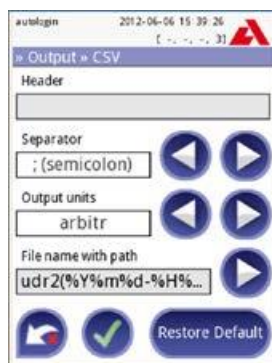 autologin 2012-06-06 15 39 26
[ -, -, -, 3]
» Output » CSV
Header
Separator
; (semicolon)
Output units
arbitr
File name with path
udr2(%Y%m%d-%H%...
Restore Default